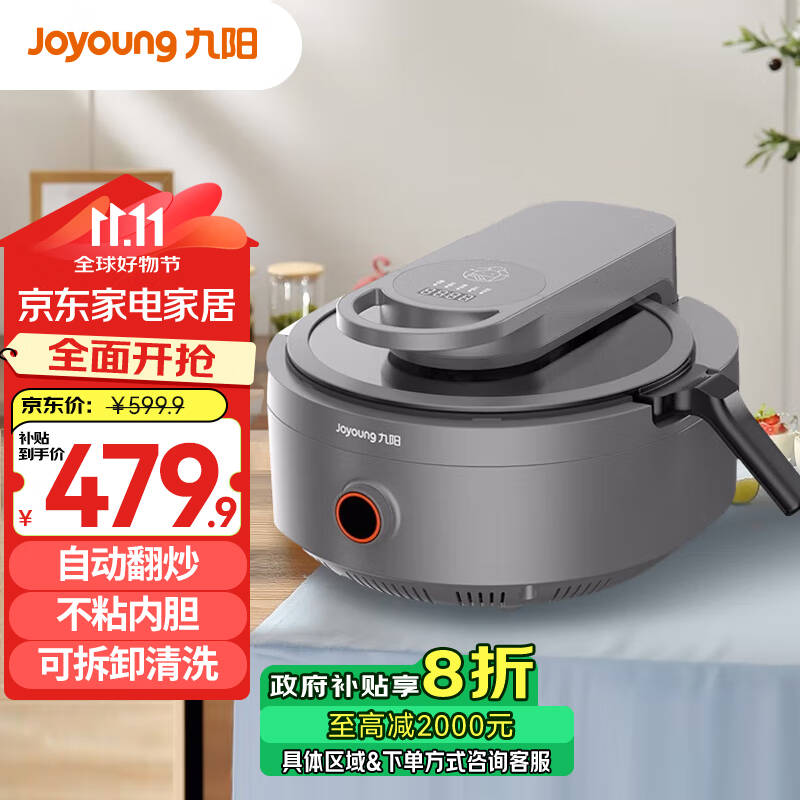 Joyoung 九阳
11.11
全球好物节
京东家电家居
全面开抢
京东价: ￥599.9
补贴
到手价
￥479.9
自动翻炒
不粘内胆
可拆卸清洗
Joyoung 九阳
政府补贴享8折
至高减2000元
具体区域&下单方式咨询客服